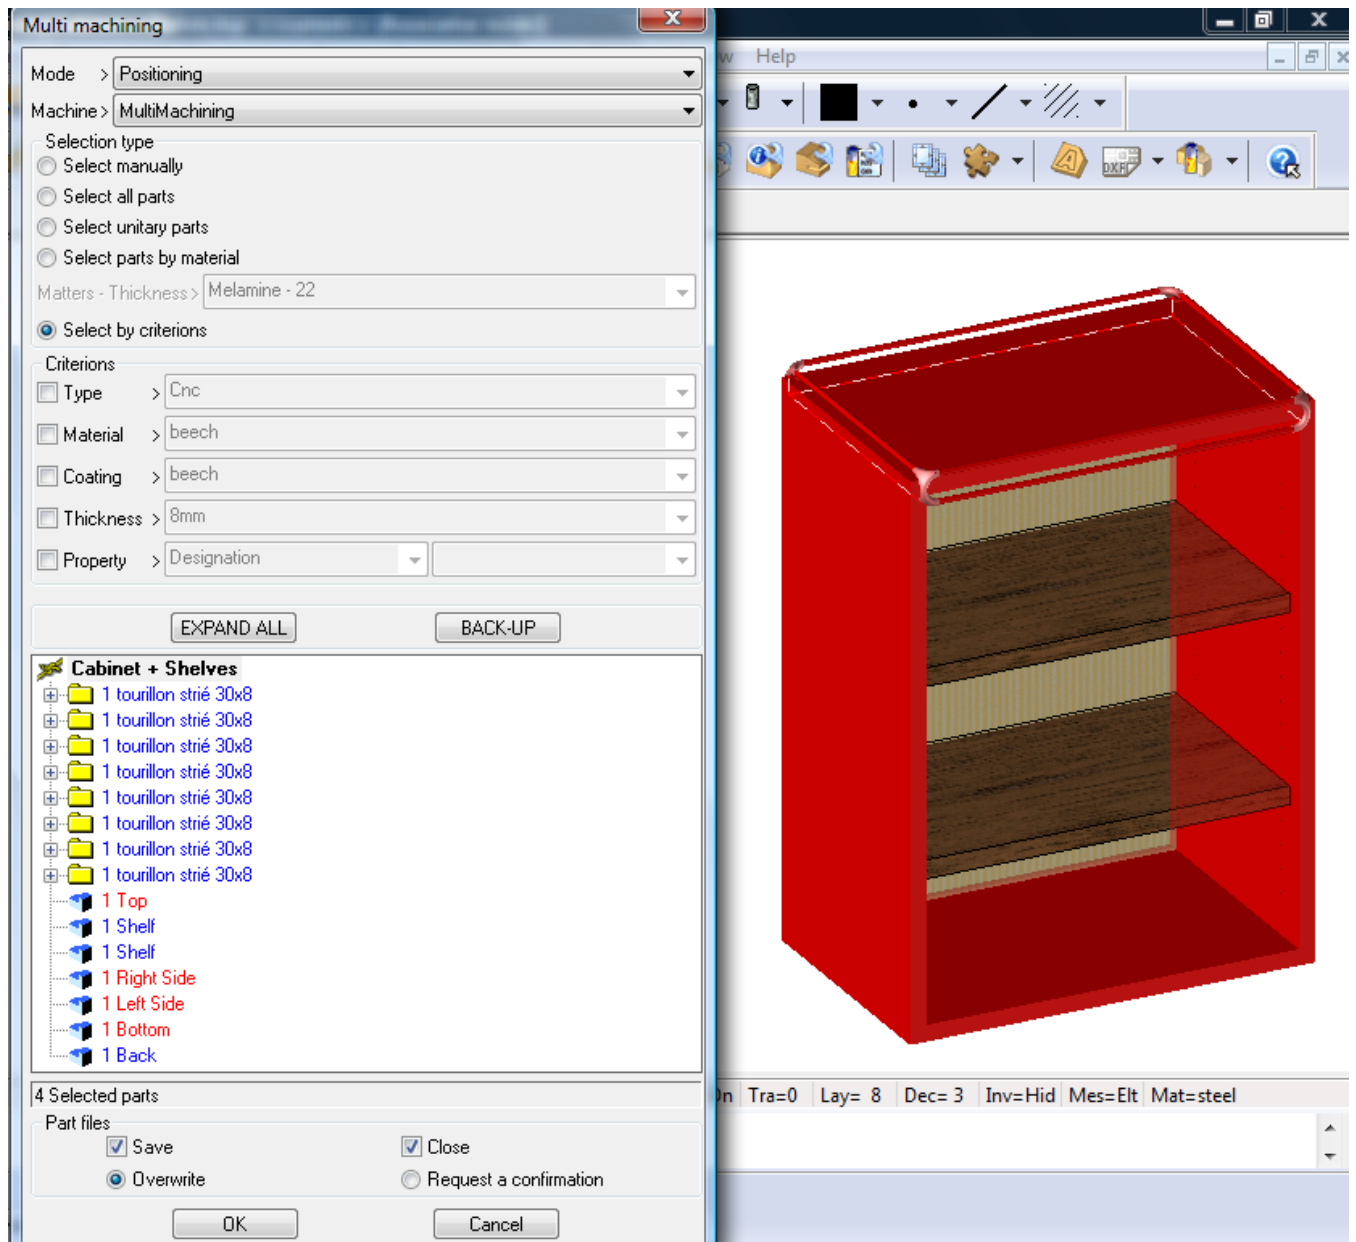 Multi machining
w Help
Mode > Positioning
Machine > MultiMachining
Selection type
Select manually
Select all parts
Select unitary parts
Select parts by material
Matters - Thickness > Melamine - 22
Select by criterions
Criterions
Type > Cnc
Material > beech
Coating > beech
Thickness > 8mm
Property > Designation
EXPAND ALL BACK-UP
Cabinet + Shelves
1 tourillon strié 30x8
1 tourillon strié 30x8
1 tourillon strié 30x8
1 tourillon strié 30x8
1 tourillon strié 30x8
1 tourillon strié 30x8
1 tourillon strié 30x8
1 tourillon strié 30x8
1 Top
1 Shelf
1 Shelf
1 Right Side
1 Left Side
1 Bottom
1 Back
4 Selected parts
Part files
Save Close
Overwrite Request a confirmation
OK Cancel
DXF
On Tra=0 Lay= 8 Dec= 3 Inv=Hid Mes=Elt Mat=steel